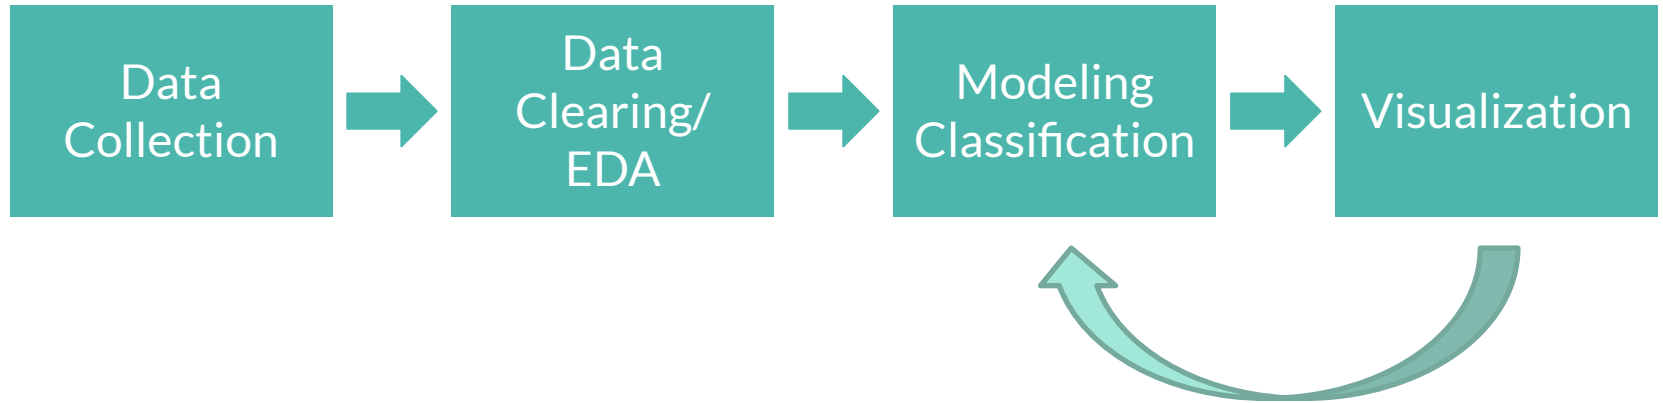 Data
Collection
Data
Clearing/
EDA
Modeling
Classification
Visualization